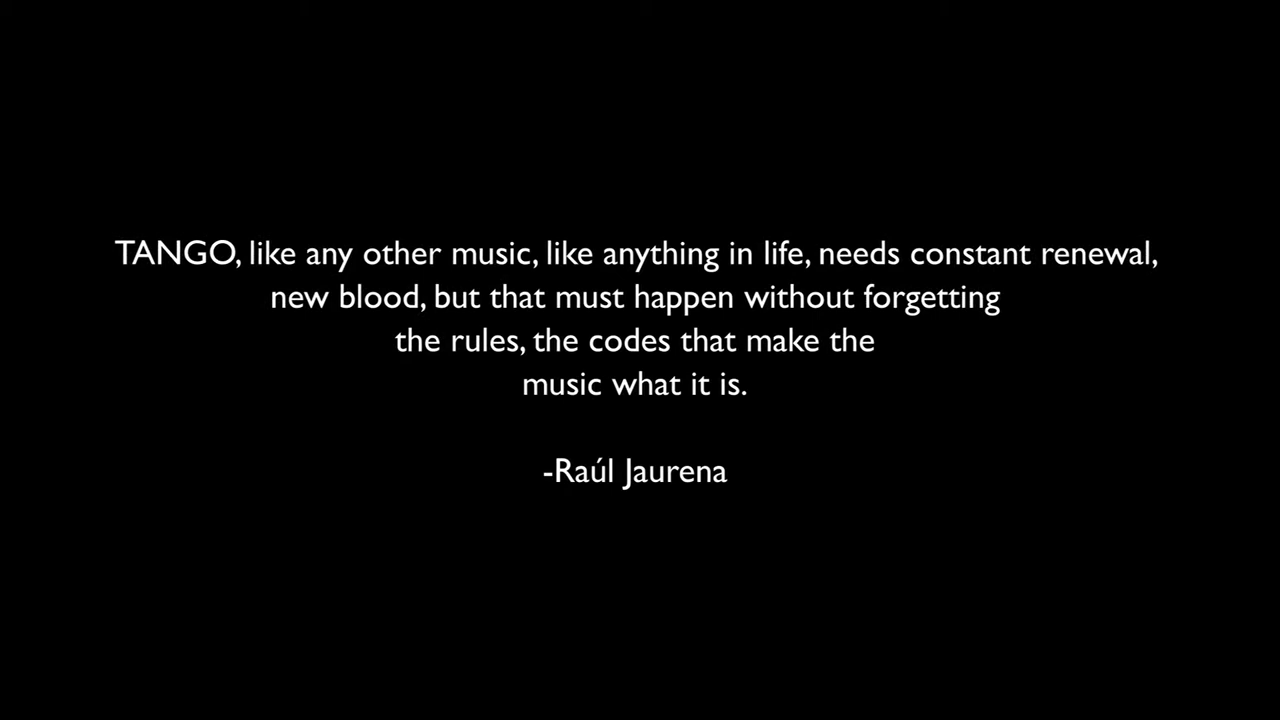 TANGO, like any other music, like anything in life, needs constant renewal,
new blood, but that must happen without forgetting
the rules, the codes that make the
music what it is.
-Raúl Jaurena